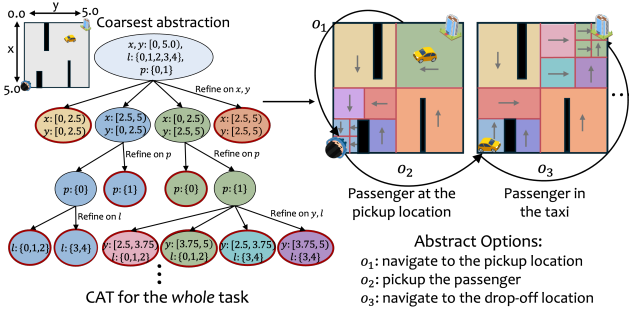 0.0 y 5.0
x
5.0
Coarsest abstraction
x, y: [0, 5.0),
l: {0,1,2,3,4},
p: {0,1}
Refine on x, y
x: [0, 2.5)
y: [0,2.5)
x: [2.5, 5)
y: [0,2.5)
x: [0, 2.5)
y: [2.5,5)
x: [2.5, 5)
y: [2.5,5)
Refine on p
Refine on p
p: {0}
p: {1}
p: {0}
p: {1}
Refine on l
Refine on y, l
l: {0,1,2}
l: {3,4}
y: [2.5, 3.75),
l: {0,1,2}
y: [3.75, 5)
l: {0,1,2}
y: [2.5, 3.75)
l: {3,4}
y: [3.75, 5)
l: {3,4}
CAT for the whole task
o1
o2
o3
Passenger at the
pickup location
Passenger in
the taxi
Abstract Options:
o1: navigate to the pickup location
o2: pickup the passenger
o3: navigate to the drop-off location